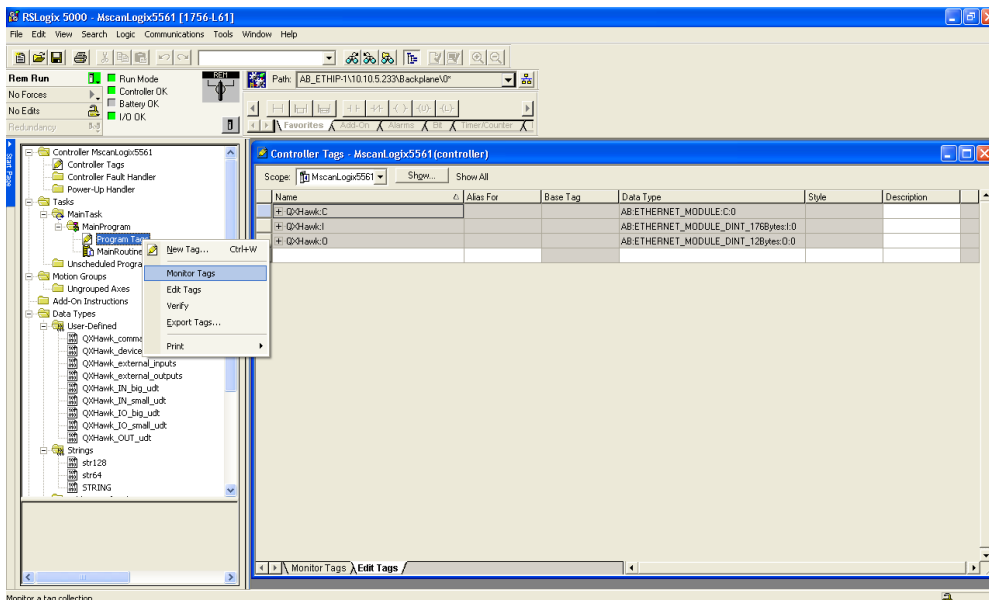 RSLogix 5000 - MscanLogix5561 [1756-L61]
File Edit View Search Logic Communications Tools Window Help
Rem Run Run Mode
No Forces Controller OK
No Edits Battery OK
Redundancy I/O OK
REM
Path: AB_ETHIP-1\10.10.5.233\Backplane\0*
Favorites Add-On Alarms Bit Timer/Counter
Start Page
Controller MscanLogix5561
Controller Tags
Controller Fault Handler
Power-Up Handler
Tasks
MainTask
MainProgram
Program Tags
MainRoutine
Unscheduled Progra
Motion Groups
Ungrouped Axes
Add-On Instructions
Data Types
User-Defined
QXHawk_comma
QXHawk_device
QXHawk_external_inputs
QXHawk_external_outputs
QXHawk_IN_big_udt
QXHawk_IN_small_udt
QXHawk_IO_big_udt
QXHawk_IO_small_udt
QXHawk_OUT_udt
Strings
str128
str64
STRING
New Tag... Ctrl+W
Monitor Tags
Edit Tags
Verify
Export Tags...
Print
Controller Tags - MscanLogix5561(controller)
Scope: MscanLogix5561 Show... Show All
Name Alias For Base Tag Data Type Style Description
QXHawk:C AB:ETHERNET_MODULE:C:0
QXHawk:I AB:ETHERNET_MODULE_DINT_176Bytes:I:0
QXHawk:O AB:ETHERNET_MODULE_DINT_12Bytes:O:0
Monitor Tags Edit Tags
Monitor a tag collection